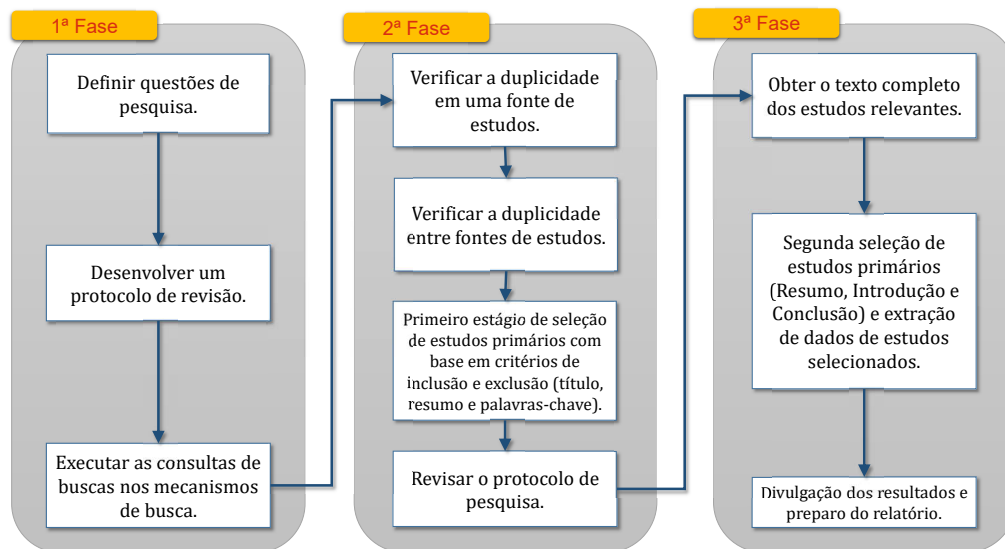 1ª Fase
Definir questões de
pesquisa.
Desenvolver um
protocolo de revisão.
Executar as consultas de
buscas nos mecanismos
de busca.
2ª Fase
Verificar a duplicidade
em uma fonte de
estudos.
Verificar a duplicidade
entre fontes de estudos.
Primeiro estágio de seleção
de estudos primários com
base em critérios de
inclusão e exclusão (título,
resumo e palavras-chave).
Revisar o protocolo de
pesquisa.
3ª Fase
Obter o texto completo
dos estudos relevantes.
Segunda seleção de
estudos primários
(Resumo, Introdução e
Conclusão) e extração
de dados de estudos
selecionados.
Divulgação dos resultados e
preparo do relatório.